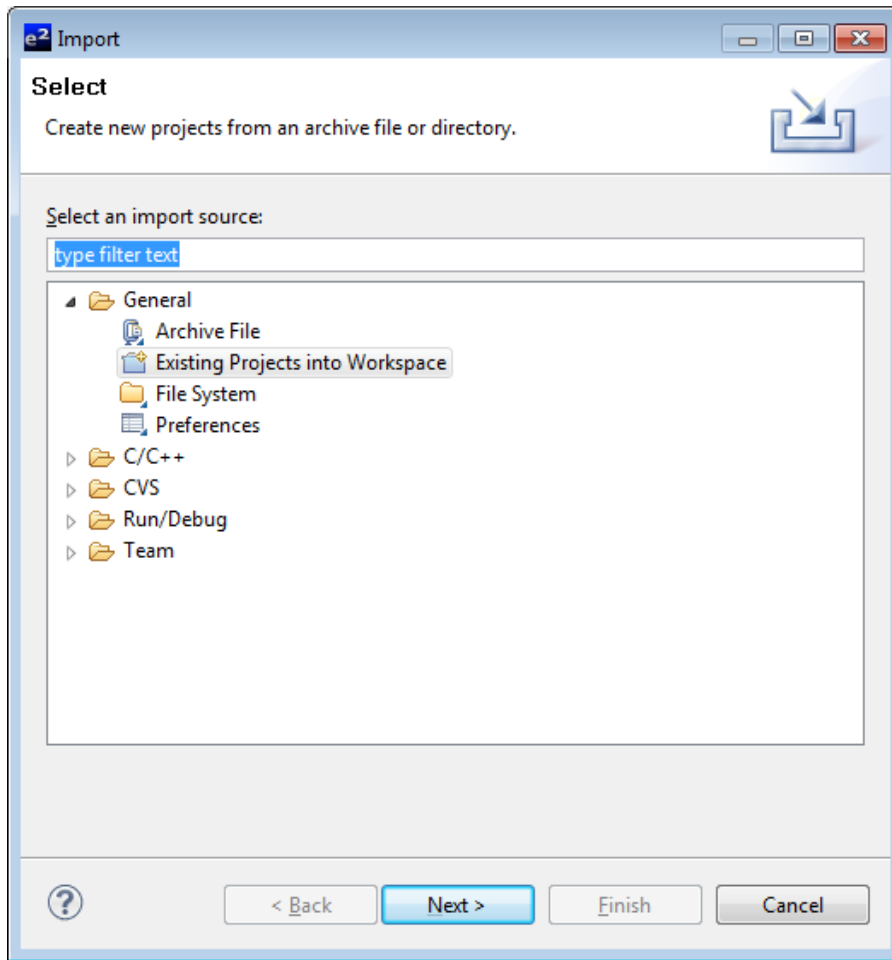 e² Import
Select
Create new projects from an archive file or directory.
Select an import source:
type filter text
General
Archive File
Existing Projects into Workspace
File System
Preferences
C/C++
CVS
Run/Debug
Team
? < Back Next > Finish Cancel